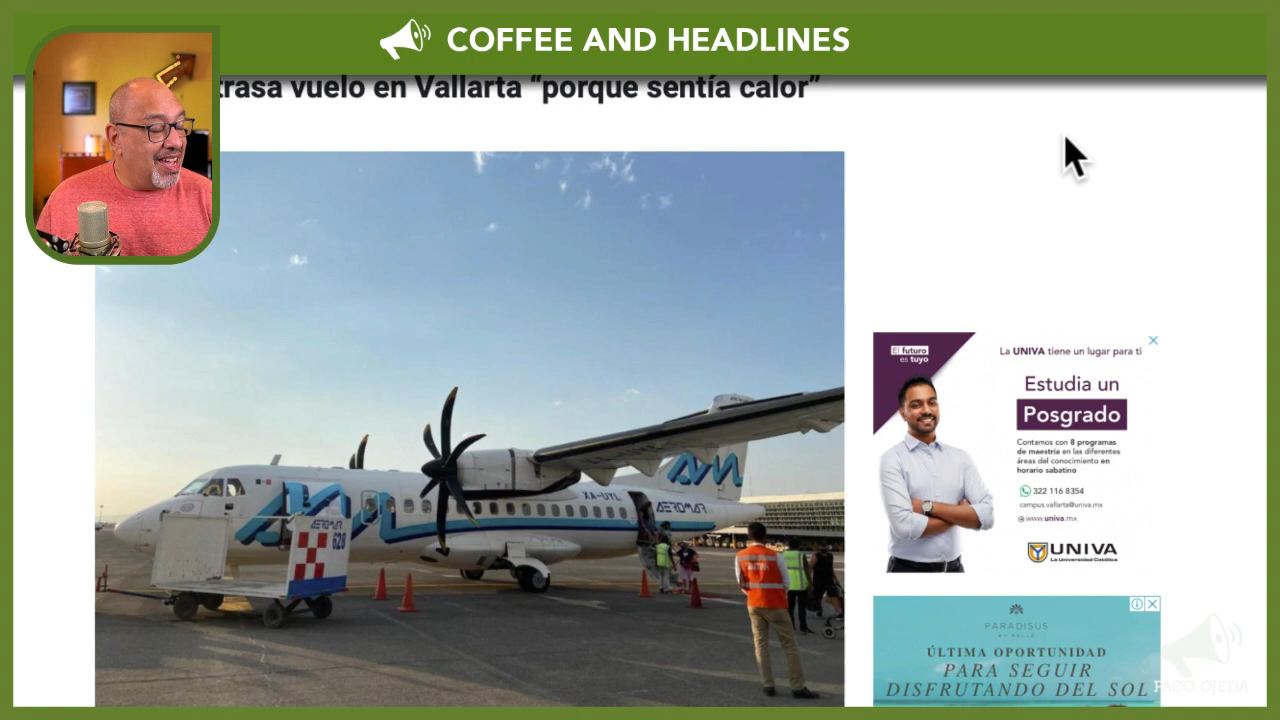 COFFEE AND HEADLINES
trasa vuelo en Vallarta “porque sentía calor”
El futuro
es tuyo
La UNIVA tiene un lugar para ti
Estudia un
Posgrado
Contamos con 8 programas
de maestría en las diferentes
áreas del conocimiento en
horario sabatino
322 116 8354
campus.vallarta@univa.mx
www.univa.mx
UNIVA
La Universidad Católica
XA-UYL
AEROMAR
AEROMAR
628
PARADISUS
BY MELIÁ
ÚLTIMA OPORTUNIDAD
PARA SEGUIR
DISFRUTANDO DEL SOL
PACO OJEDA